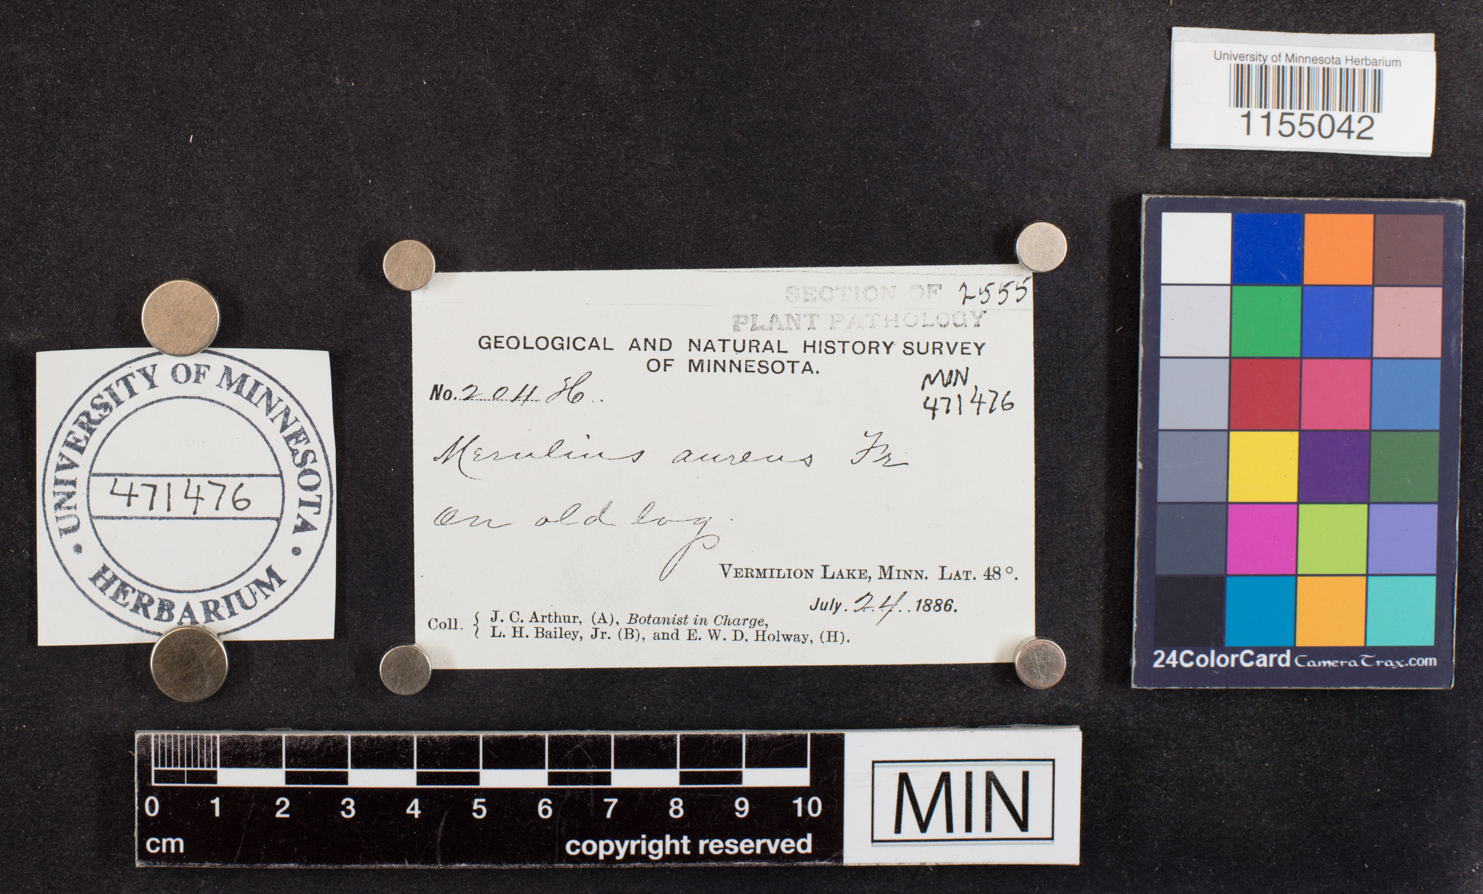 University of Minnesota Herbarium
1155042
SECTION OF 2555
PLANT PATHOLOGY
GEOLOGICAL AND NATURAL HISTORY SURVEY
OF MINNESOTA.
No. 204 H.
MIN
471476
Merulius aureus Fr
On old log.
VERMILION LAKE, MINN. LAT. 48°.
July 24 1886.
Coll. { J. C. Arthur, (A), Botanist in Charge,
L. H. Bailey, Jr. (B), and E. W. D. Holway, (H).
UNIVERSITY OF MINNESOTA
471476
• HERBARIUM •
24ColorCard CameraTrax.com
0 1 2 3 4 5 6 7 8 9 10
cm copyright reserved
MIN